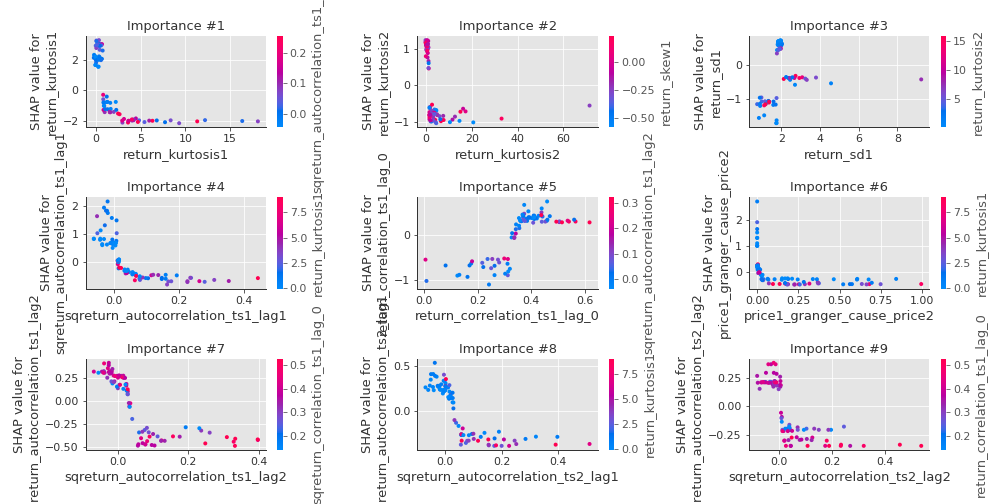 Importance #1
Importance #2
Importance #3
SHAP value for
return_kurtosis1
2
0
−2
0
5
10
15
return_kurtosis1
0.2
0.1
0.0
SHAP value for
return_kurtosis2
1
0
−1
0
20
40
60
return_kurtosis2
0.00
−0.25
−0.50
return_skew1
SHAP value for
return_sd1
0
−1
2
4
6
8
return_sd1
15
10
5
return_kurtosis2
Importance #4
Importance #5
Importance #6
SHAP value for
sqreturn_autocorrelation_ts1_lag1
2
1
0
0.0
0.2
0.4
sqreturn_autocorrelation_ts1_lag1
7.5
5.0
2.5
0.0
return_kurtosis1
SHAP value for
return_correlation_ts1_lag_0
0
−1
0.0
0.2
0.4
0.6
return_correlation_ts1_lag_0
0.3
0.2
0.1
0.0
sqreturn_autocorrelation_ts1_lag2
SHAP value for
price1_granger_cause_price2
2
0
0.00
0.25
0.50
0.75
1.00
price1_granger_cause_price2
7.5
5.0
2.5
0.0
return_kurtosis1
Importance #7
Importance #8
Importance #9
SHAP value for
sqreturn_autocorrelation_ts1_lag2
0.25
0.00
−0.25
−0.50
0.0
0.2
0.4
sqreturn_autocorrelation_ts1_lag2
0.5
0.4
0.3
0.2
return_correlation_ts1_lag_0
SHAP value for
sqreturn_autocorrelation_ts2_lag1
0.5
0.0
0.0
0.2
0.4
sqreturn_autocorrelation_ts2_lag1
7.5
5.0
2.5
0.0
return_kurtosis1
SHAP value for
sqreturn_autocorrelation_ts2_lag2
0.25
0.00
−0.25
0.0
0.2
0.4
sqreturn_autocorrelation_ts2_lag2
0.5
0.4
0.3
0.2
return_correlation_ts1_lag_0